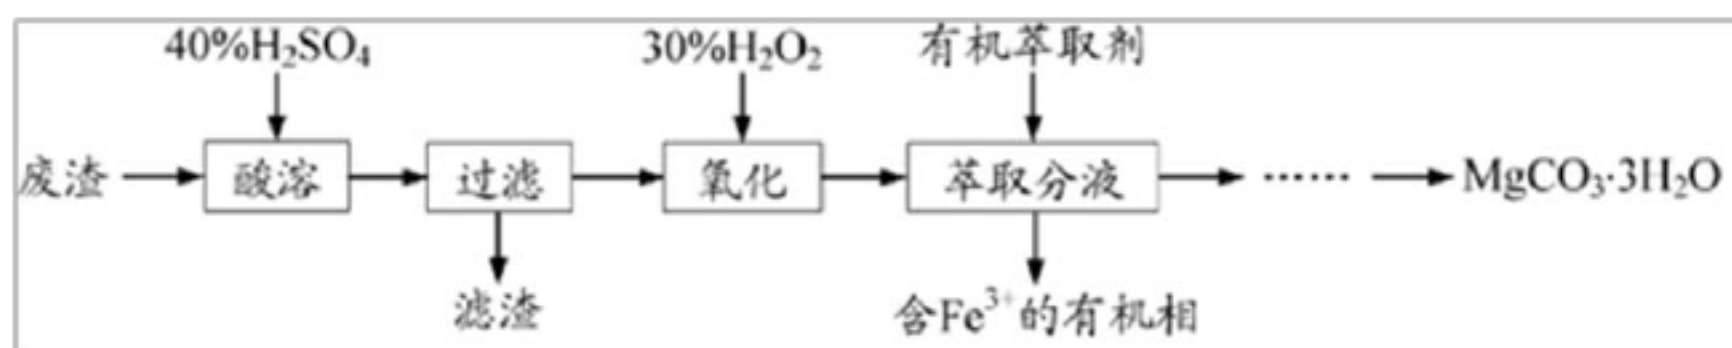 40%H₂SO₄ 30%H₂O₂ 有机萃取剂
废渣 酸溶 过滤 氧化 萃取分液 …… MgCO₃·3H₂O
滤渣 含Fe³⁺的有机相